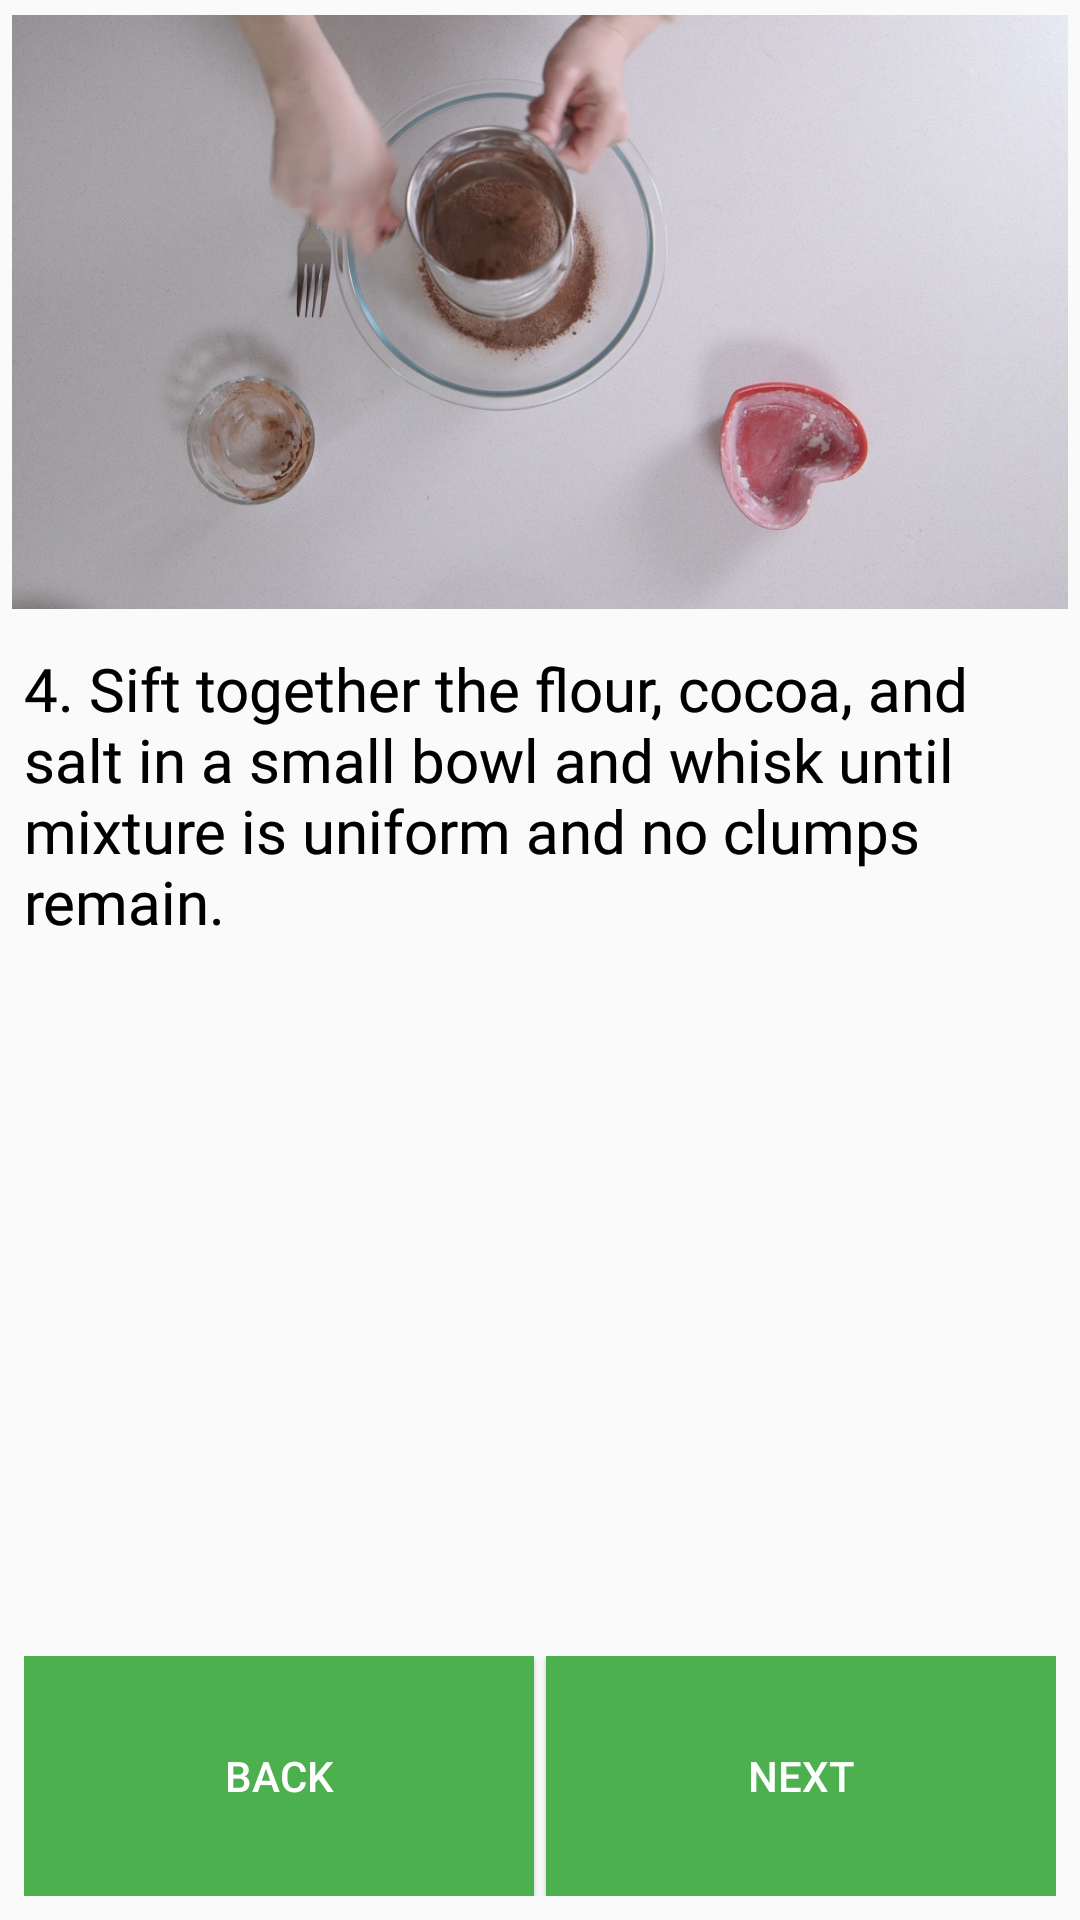 4. Sift together the flour, cocoa, and
salt in a small bowl and whisk until
mixture is uniform and no clumps
remain.
BACK
NEXT